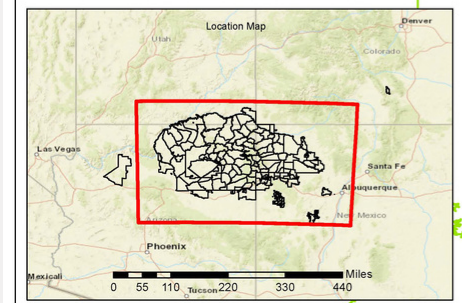 Location Map
Denver
Utah
Colorado
Las Vegas
Santa Fe
Albuquerque
Arizona
New Mexico
Phoenix
Mexicali
Miles
0 55 110 220 330 440
Tucson